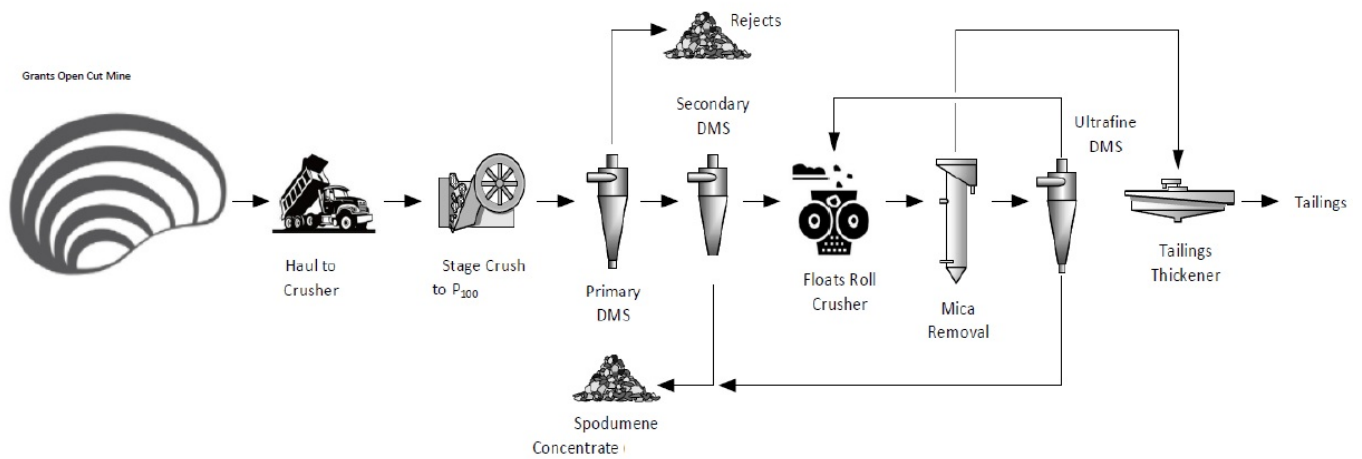 Grants Open Cut Mine
Haul to
Crusher
Stage Crush
to P₁₀₀
Primary
DMS
Rejects
Secondary
DMS
Spodumene
Concentrate (
Floats Roll
Crusher
Mica
Removal
Ultrafine
DMS
Tailings
Thickener
Tailings